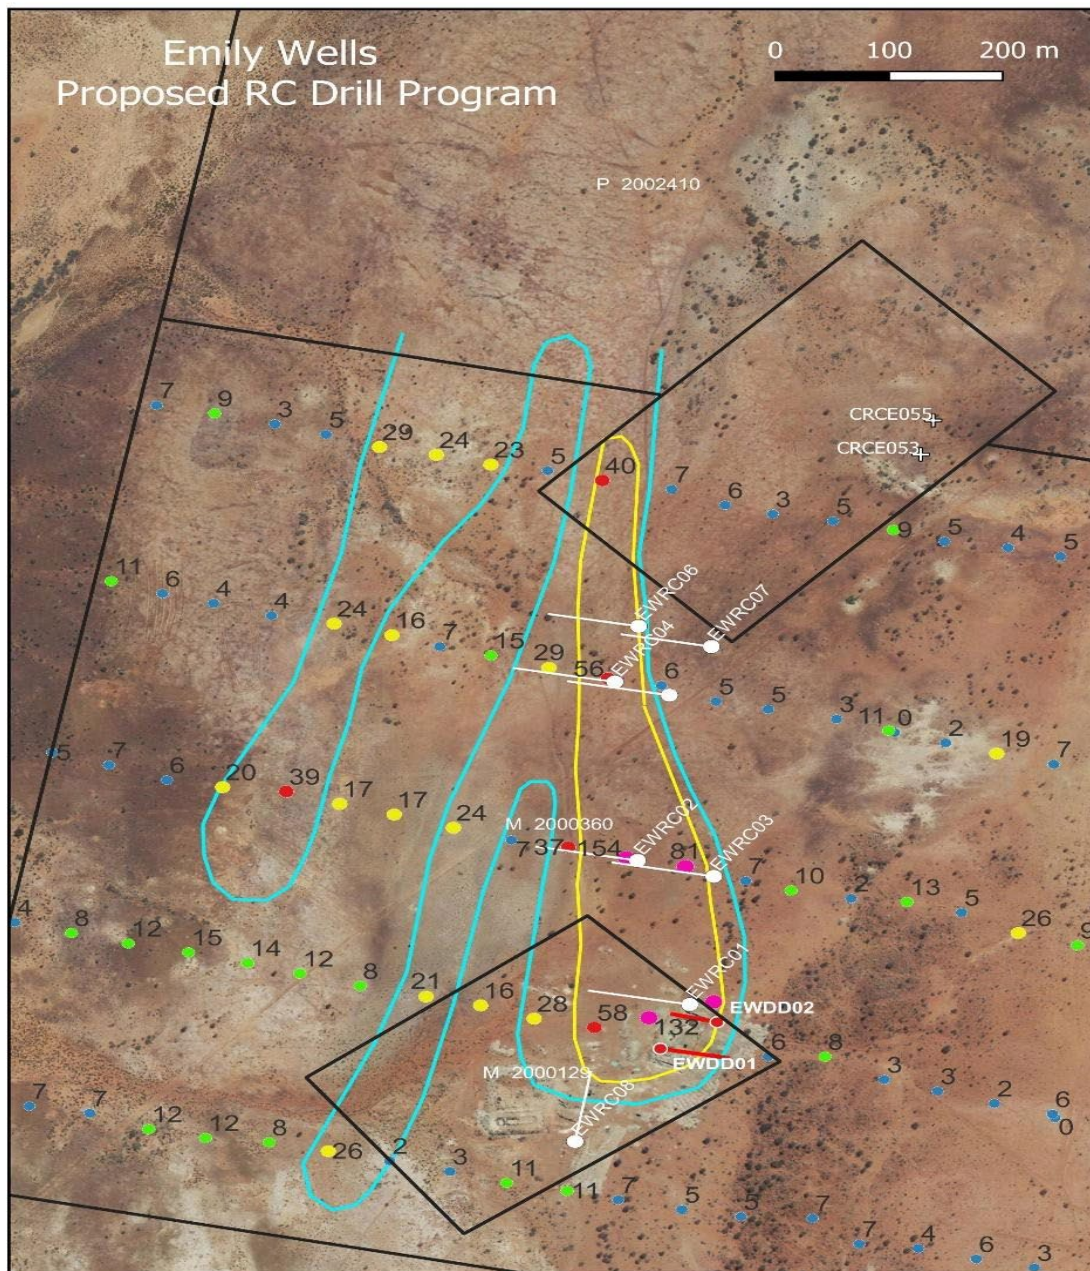 Emily Wells
Proposed RC Drill Program
0 100 200 m
P 2002410
CRCE055
CRCE053
7 9 3 5 29 24 23 5 40 7 6 3 5 9 5 4 5
EWRC06
EWRC07
EWRC04
11 6 4 4 24 16 7 15 29 56 6 5 5 3 11 0 2 19 7
5 7 6 20 39 17 17 24 7 37 154 81 7 10 2 13 5 26 9
M 2000360
EWRC02
EWRC03
4 8 12 15 14 12 8 21 16 28 58 132 6 8 3 3 2 6 0
EWRC01
EWDD02
EWDD01
M 2000129
EWRC08
7 7 12 12 8 26 2 3 11 11 7 5 5 7 7 4 6 3